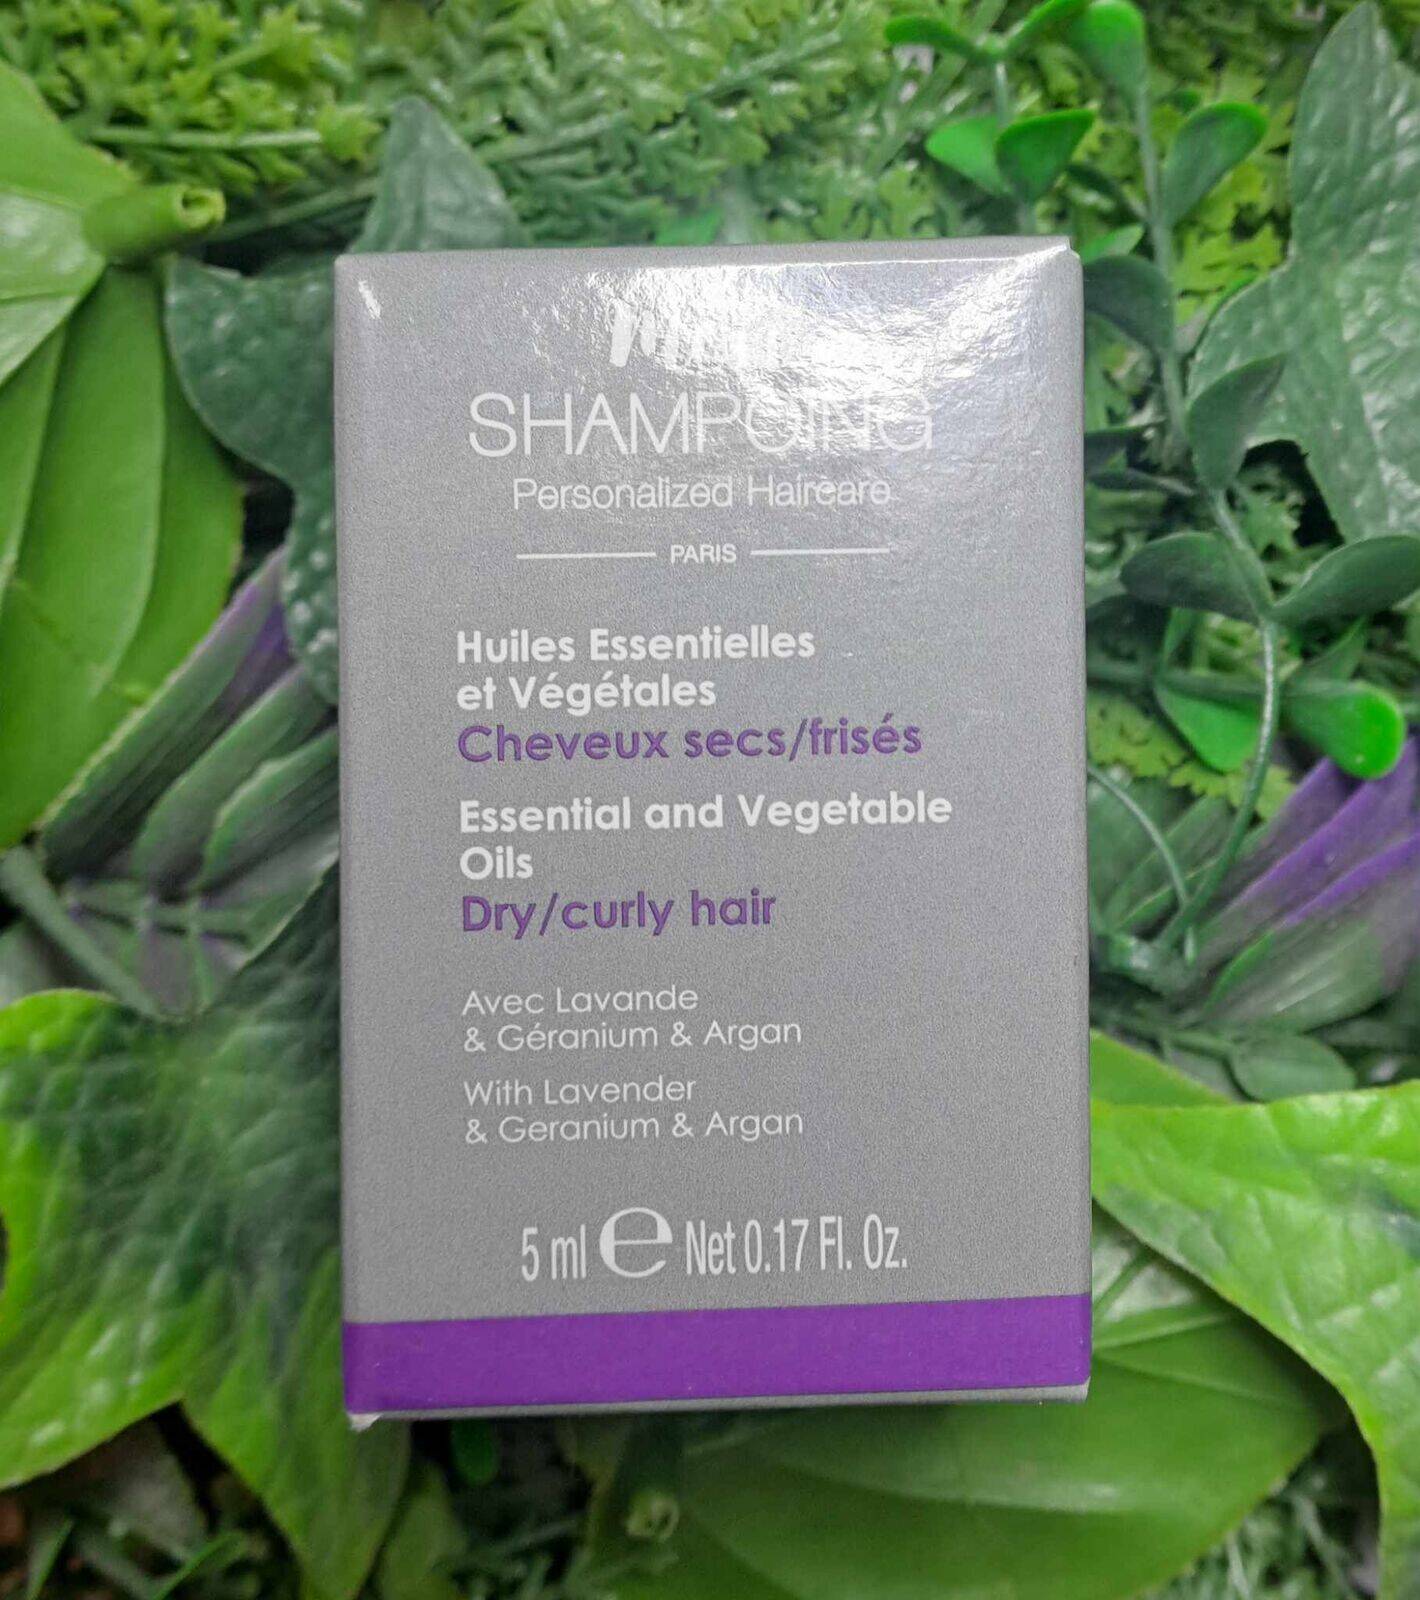 SHAMPOING
Personalized Haircare
PARIS
Huiles Essentielles
et Végétales
Cheveux secs/frisés
Essential and Vegetable
Oils
Dry/curly hair
Avec Lavande
& Géranium & Argan
With Lavender
& Geranium & Argan
5 ml e Net 0.17 Fl. Oz.